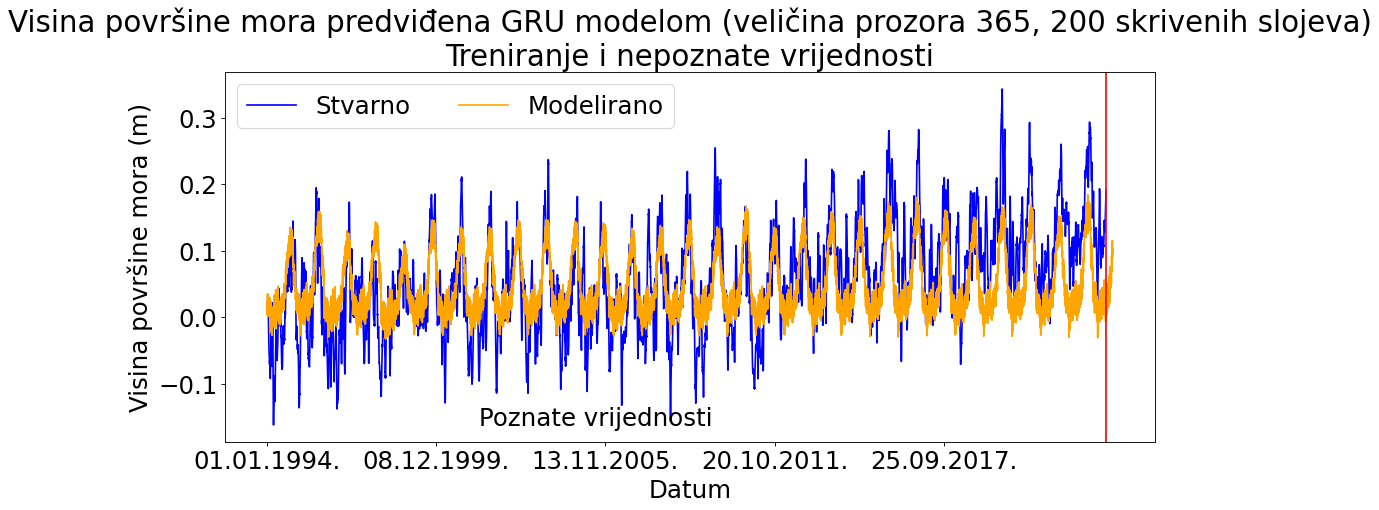 Visina površine mora predviđena GRU modelom (veličina prozora 365, 200 skrivenih slojeva)
Treniranje i nepoznate vrijednosti
Stvarno Modelirano
Visina površine mora (m)
0.3
0.2
0.1
0.0
−0.1
Poznate vrijednosti
01.01.1994. 08.12.1999. 13.11.2005. 20.10.2011. 25.09.2017.
Datum